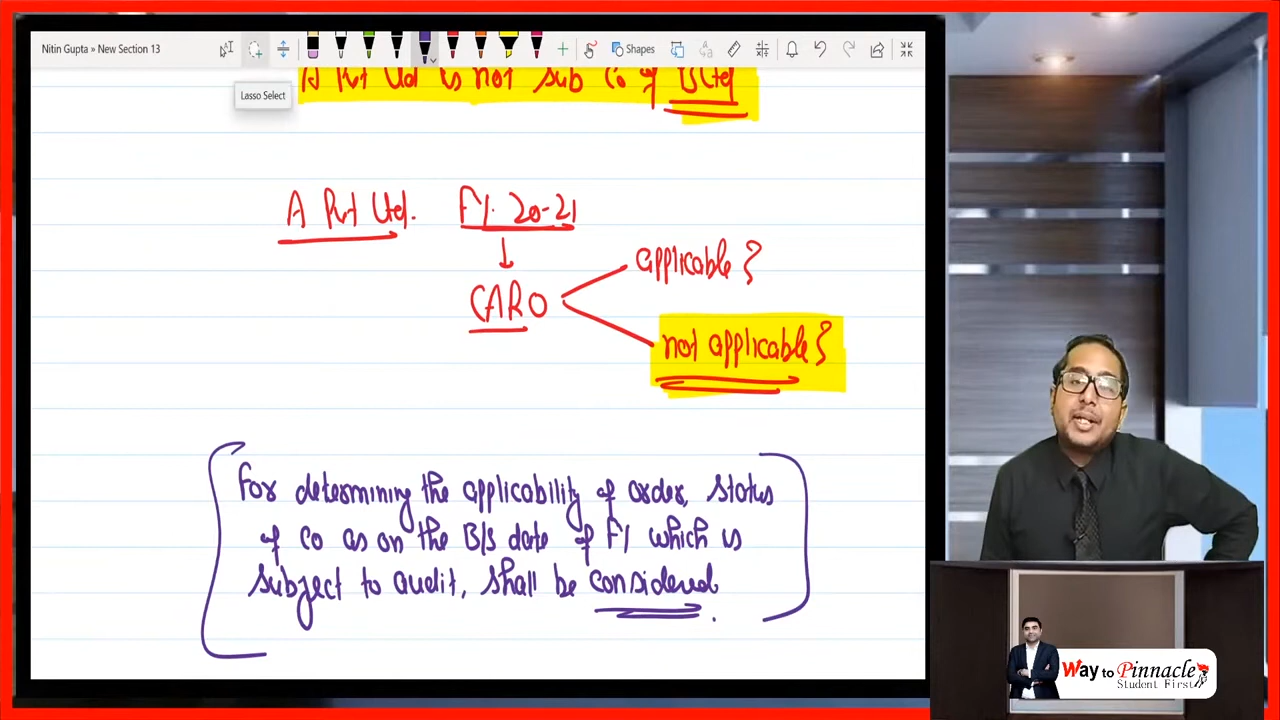 Nitin Gupta » New Section 13
Shapes
Lasso Select
A Pvt Ltd is not sub co of B Ltd
A Pvt Ltd. FY. 20-21
CARO
applicable?
not applicable?
For determining the applicability of order, status
of co as on the B/s date of FY which is
subject to audit, shall be considered.
Way to Pinnacle
Student First